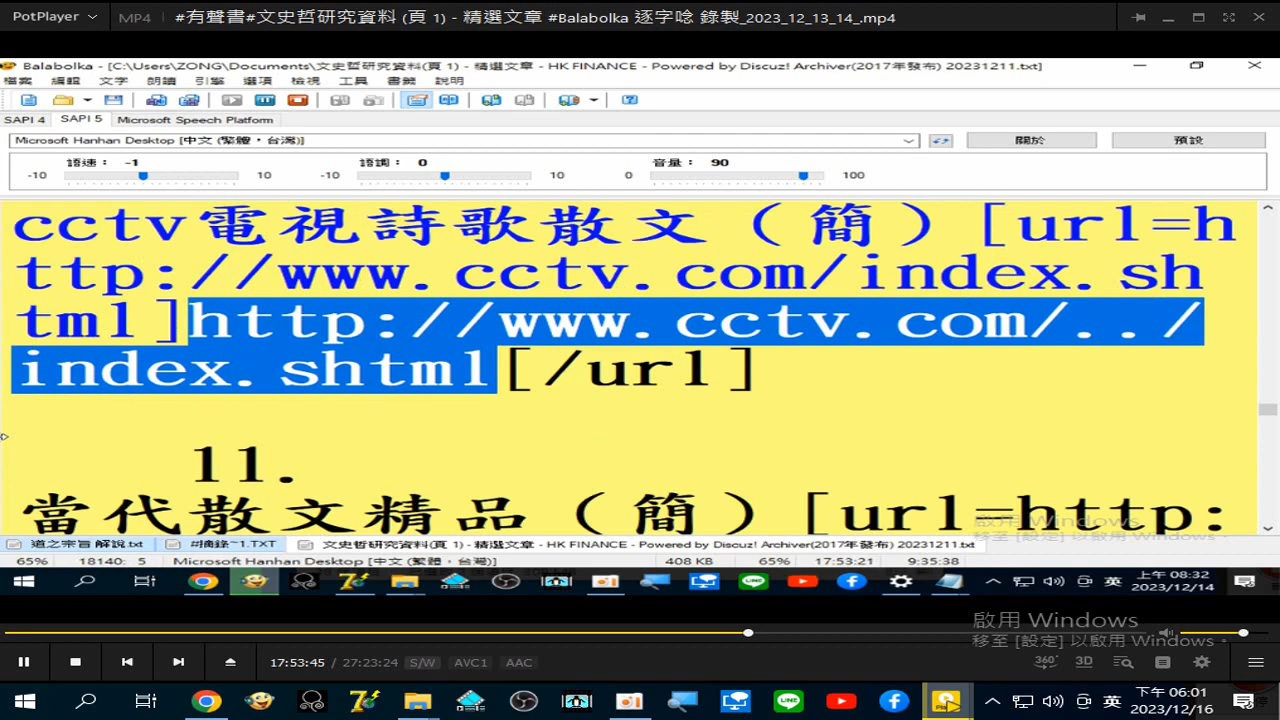 PotPlayer MP4 #有聲書#文史哲研究資料 (頁 1) - 精選文章 #Balabolka 逐字唸 錄製_2023_12_13_14_.mp4
Balabolka - [C:\Users\ZONG\Documents\文史哲研究資料(頁 1) - 精選文章 - HK FINANCE - Powered by Discuz! Archiver(2017年發布) 20231211.txt]
檔案 編輯 文字 朗讀 引擎 選項 檢視 工具 書籤 說明
SAPI 4 SAPI 5 Microsoft Speech Platform
Microsoft Hanhan Desktop [中文 (繁體，台灣)] 關於 預設
語速： -1 語調： 0 音量： 90
-10 10 -10 10 0 100
cctv電視詩歌散文（簡）[url=h
ttp://www.cctv.com/index.sh
tml]http://www.cctv.com/../
index.shtml[/url]
11.
當代散文精品（簡）[url=http:
啟用 Windows
移至 [設定] 以啟用 Windows。
道之宗旨 解說.txt #摘錄~1.TXT 文史哲研究資料(頁 1) - 精選文章 - HK FINANCE - Powered by Discuz! Archiver(2017年發布) 20231211.txt
65% 18140: 5 Microsoft Hanhan Desktop [中文 (繁體，台灣)] 408 KB 65% 17:53:21 9:35:38
英 上午 08:32
2023/12/14
啟用 Windows
移至 [設定] 以啟用 Windows。
17:53:45 / 27:23:24 S/W AVC1 AAC 360° 3D
英 下午 06:01
2023/12/16